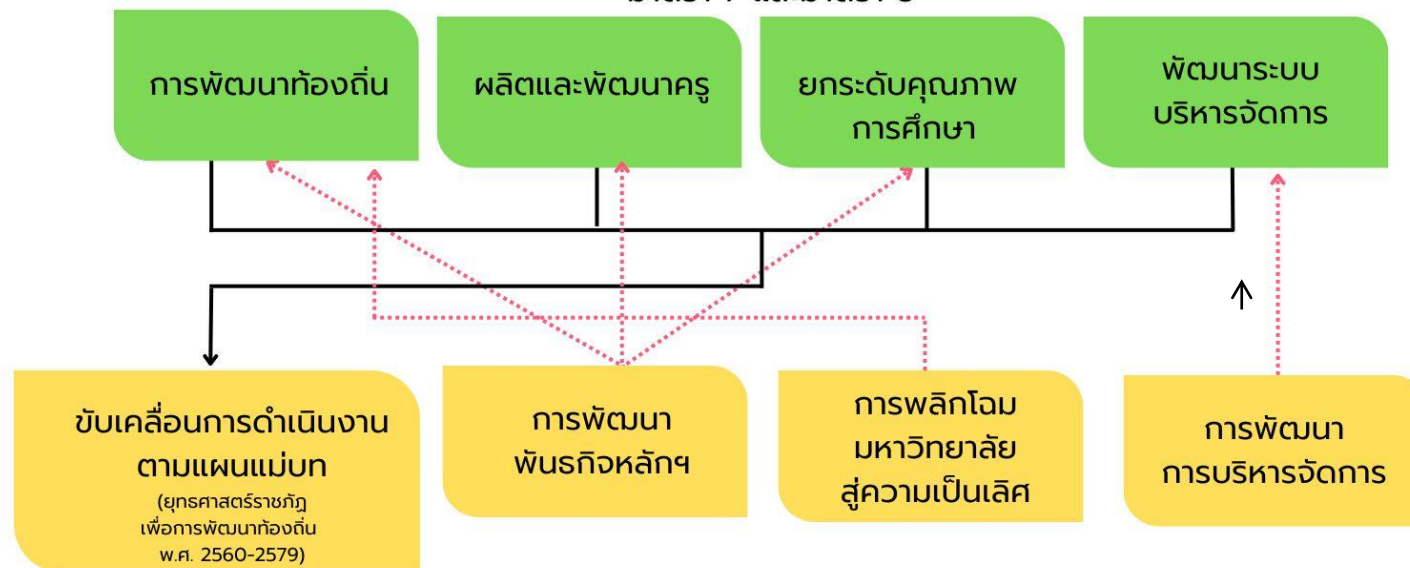 การพัฒนาท้องถิ่น
ผลิตและพัฒนาครู
ยกระดับคุณภาพ
การศึกษา
พัฒนาระบบ
บริหารจัดการ
ขับเคลื่อนการดำเนินงาน
ตามแผนแม่บท
(ยุทธศาสตร์ราชภัฏ
เพื่อการพัฒนาท้องถิ่น
พ.ศ. 2560-2579)
การพัฒนา
พันธกิจหลักฯ
การพลิกโฉม
มหาวิทยาลัย
สู่ความเป็นเลิศ
การพัฒนา
การบริหารจัดการ